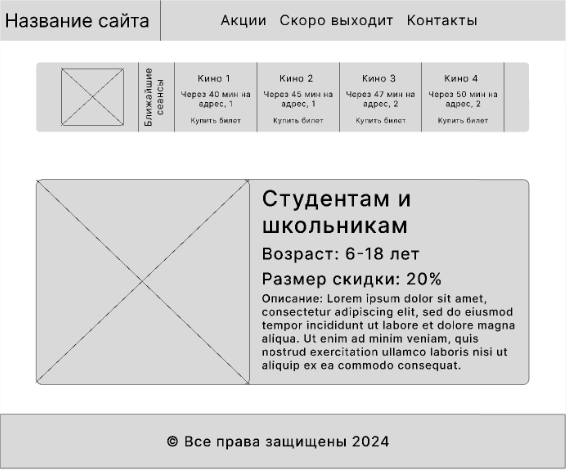 Название сайта
Акции Скоро выходит Контакты
Ближайшие
сеансы
Кино 1
Через 40 мин на
адрес, 1
Купить билет
Кино 2
Через 45 мин на
адрес, 1
Купить билет
Кино 3
Через 47 мин на
адрес, 2
Купить билет
Кино 4
Через 50 мин на
адрес, 2
Купить билет
Студентам и
школьникам
Возраст: 6-18 лет
Размер скидки: 20%
Описание: Lorem ipsum dolor sit amet,
consectetur adipiscing elit, sed do eiusmod
tempor incididunt ut labore et dolore magna
aliqua. Ut enim ad minim veniam, quis
nostrud exercitation ullamco laboris nisi ut
aliquip ex ea commodo consequat.
© Все права защищены 2024